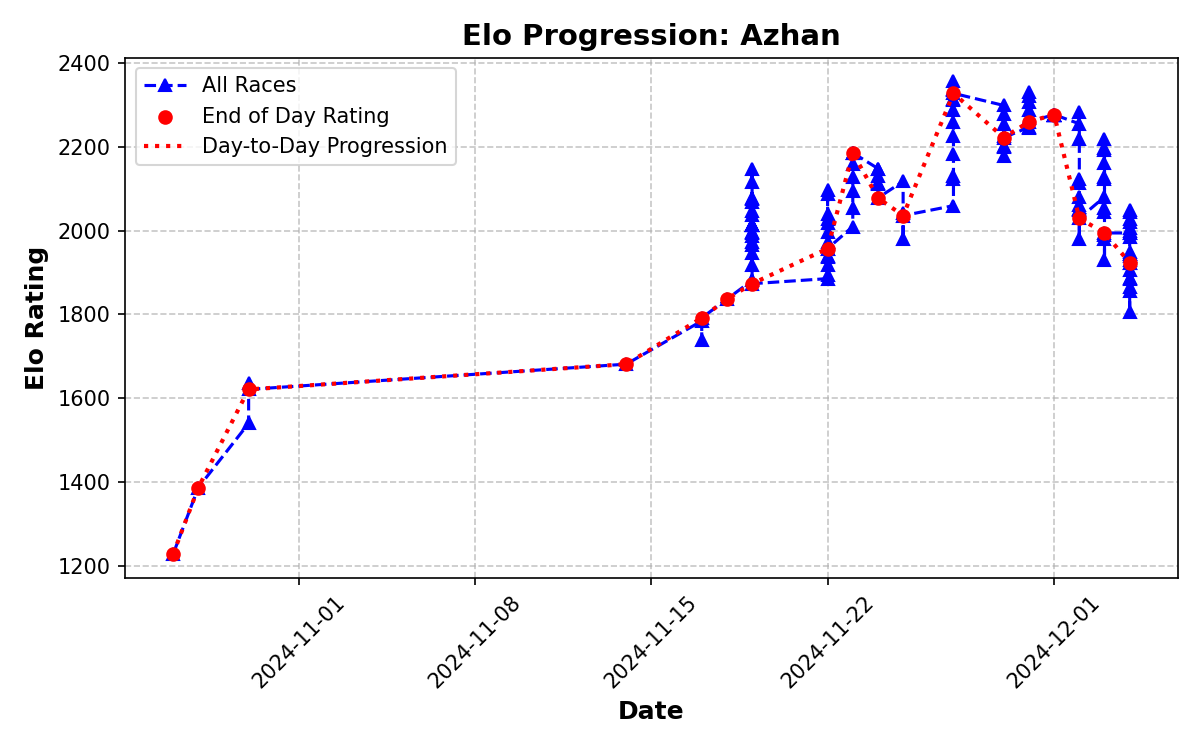 Elo Progression: Azhan
All Races
End of Day Rating
Day-to-Day Progression
Elo Rating
2400
2200
2000
1800
1600
1400
1200
2024-11-01
2024-11-08
2024-11-15
2024-11-22
2024-12-01
Date